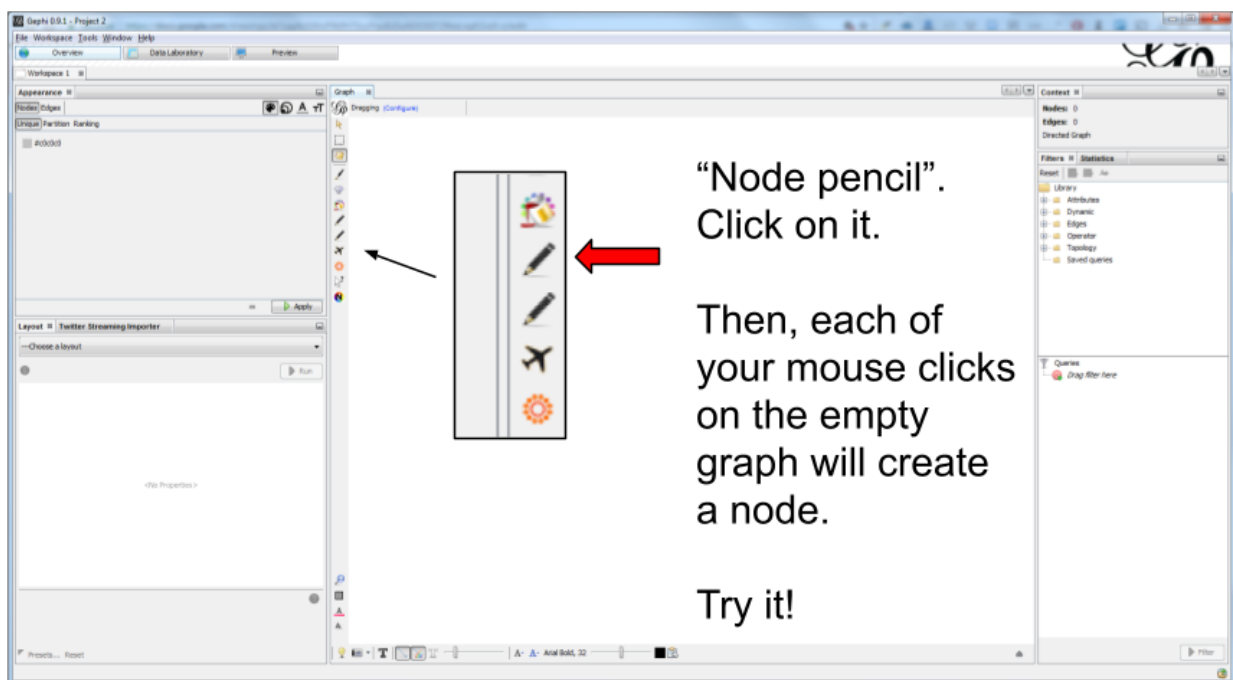 Gephi 0.9.1 - Project 2
File Workspace Tools Window Help
Overview Data Laboratory Preview
Workspace 1
Appearance
Nodes Edges
Unique Partition Ranking
#c0c0c0
Apply
Layout Twitter Streaming Importer
---Choose a layout
Run
<No Properties>
Presets... Reset
Graph
Dragging (Configure)
“Node pencil”.
Click on it.
Then, each of
your mouse clicks
on the empty
graph will create
a node.
Try it!
T
A- A- Arial Bold, 32
Context
Nodes: 0
Edges: 0
Directed Graph
Filters Statistics
Reset
Library
Attributes
Dynamic
Edges
Operator
Topology
Saved queries
Queries
Drag filter here
Filter